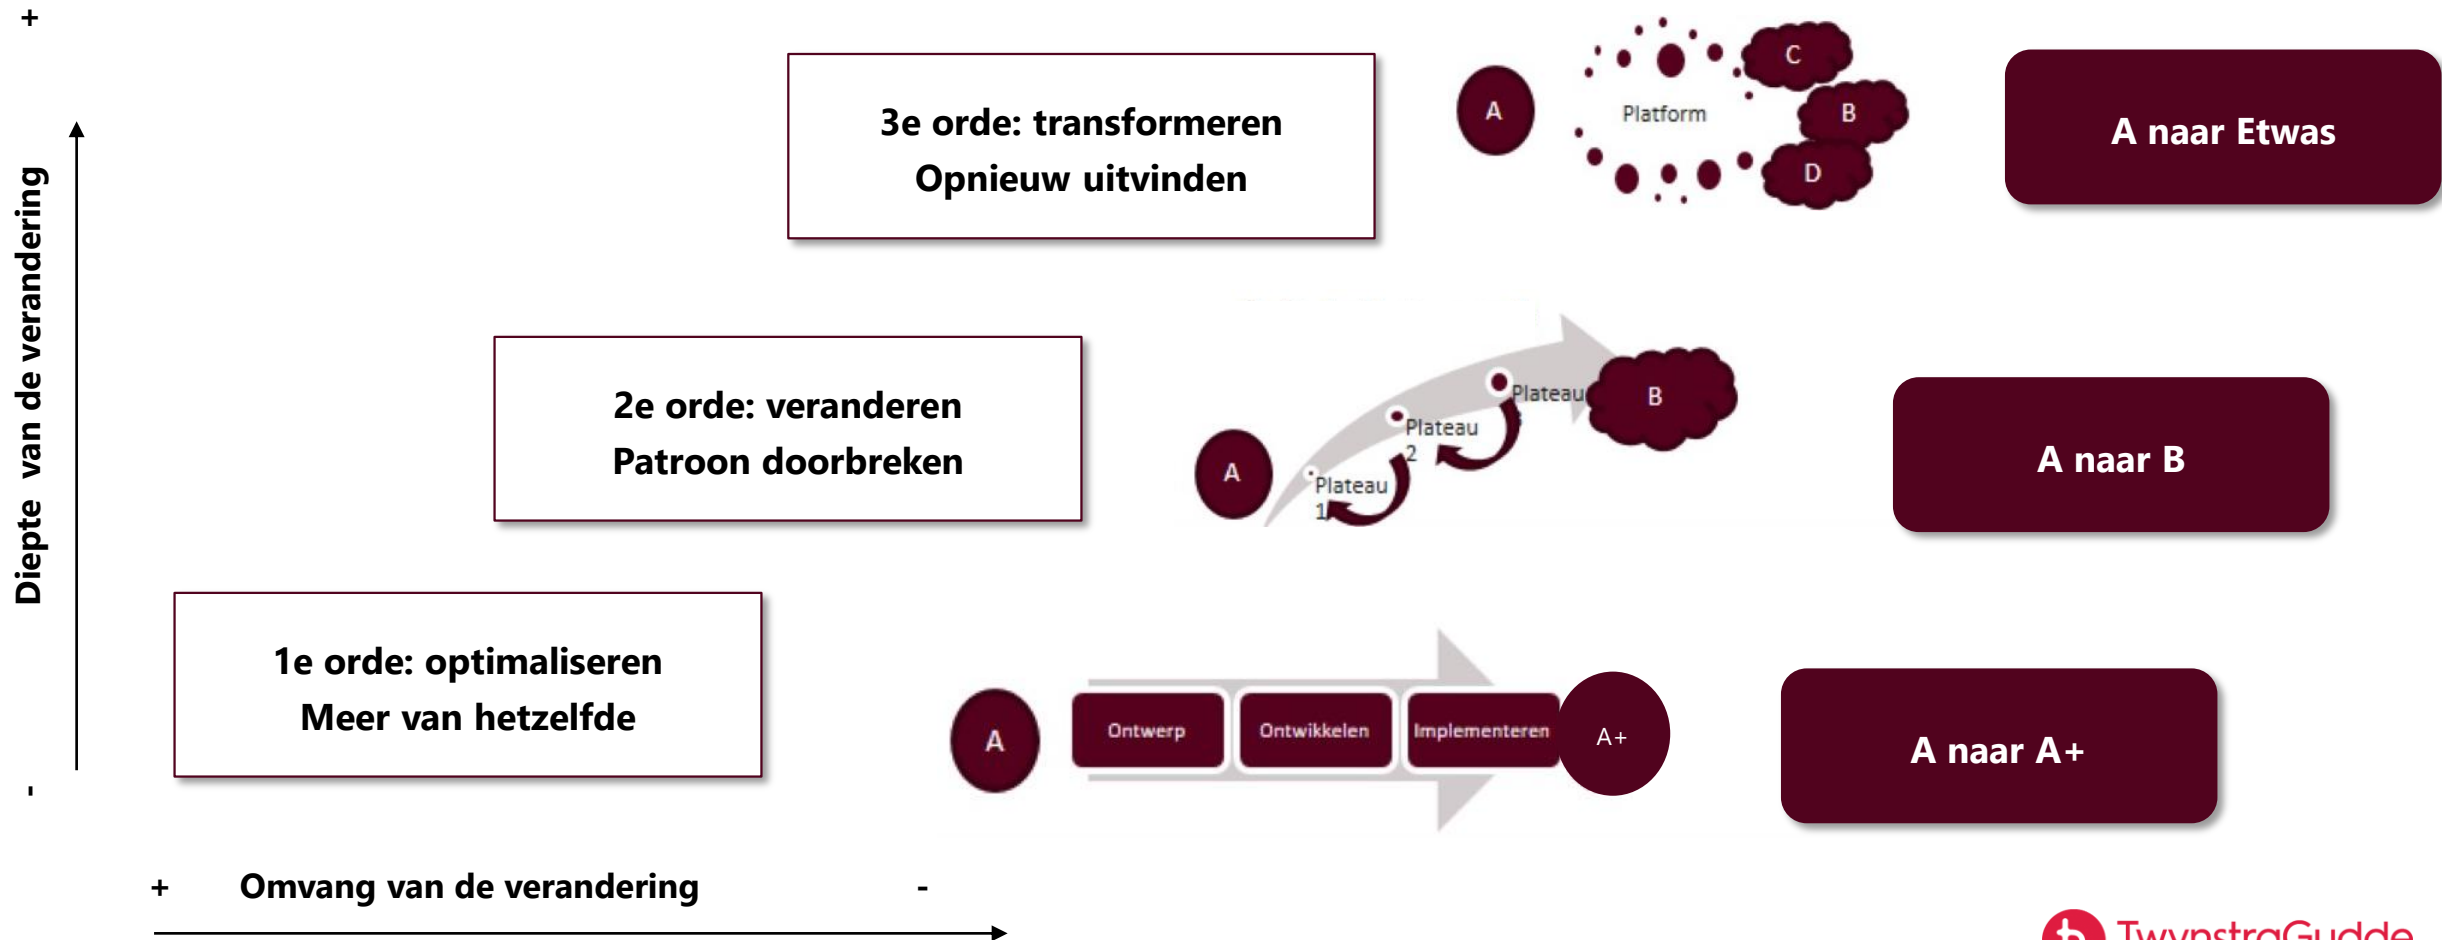 +
Diepte van de verandering
-
3e orde: transformeren
Opnieuw uitvinden
A
Platform
C
B
D
A naar Etwas
2e orde: veranderen
Patroon doorbreken
A
Plateau
1
Plateau
2
Plateau
B
A naar B
1e orde: optimaliseren
Meer van hetzelfde
A
Ontwerp
Ontwikkelen
Implementeren
A+
A naar A+
+ Omvang van de verandering -
TwynstraGudde